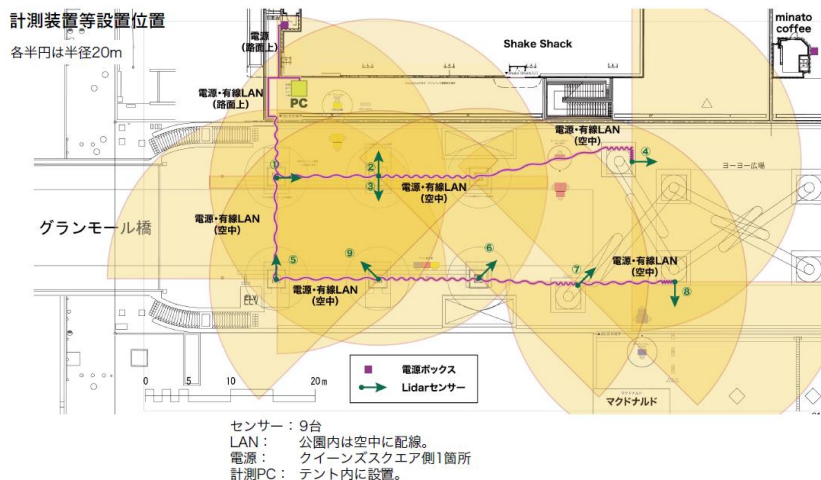 計測装置等設置位置
各半円は半径20m
電源
(路面上)
Shake Shack
minato
coffee
電源・有線LAN
(路面上)
PC
電源・有線LAN
(空中)
①
②
③
④
電源・有線LAN
(空中)
ヨーヨー広場
グランモール橋
電源・有線LAN
(空中)
⑤
⑨
⑥
⑦
⑧
電源・有線LAN
(空中)
電源・有線LAN
(空中)
ELV
0 5 10 20 m
電源ボックス
Lidarセンサー
マクドナルド
マクドナルド
センサー：9台
LAN： 公園内は空中に配線。
電源： クイーンズスクエア側1箇所
計測PC： テント内に設置。